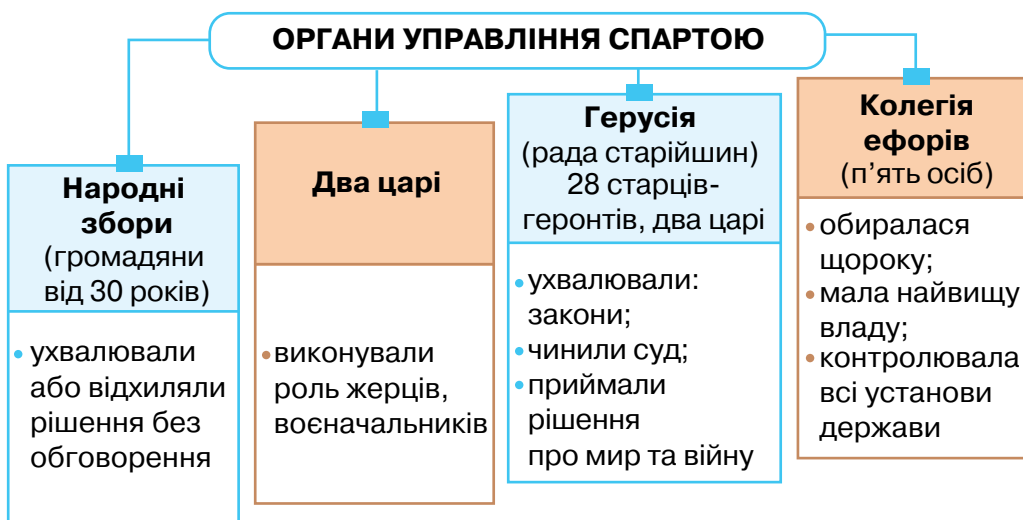 ОРГАНИ УПРАВЛІННЯ СПАРТОЮ
Народні
збори
(громадяни
від 30 років)
• ухвалювали
або відхиляли
рішення без
обговорення
Два царі
• виконували
роль жерців,
воєначальників
Герусія
(рада старійшин)
28 старців-
геронтів, два царі
• ухвалювали:
закони;
• чинили суд;
• приймали
рішення
про мир та війну
Колегія
ефорів
(п’ять осіб)
• обиралася
щороку;
• мала найвищу
владу;
• контролювала
всі установи
держави